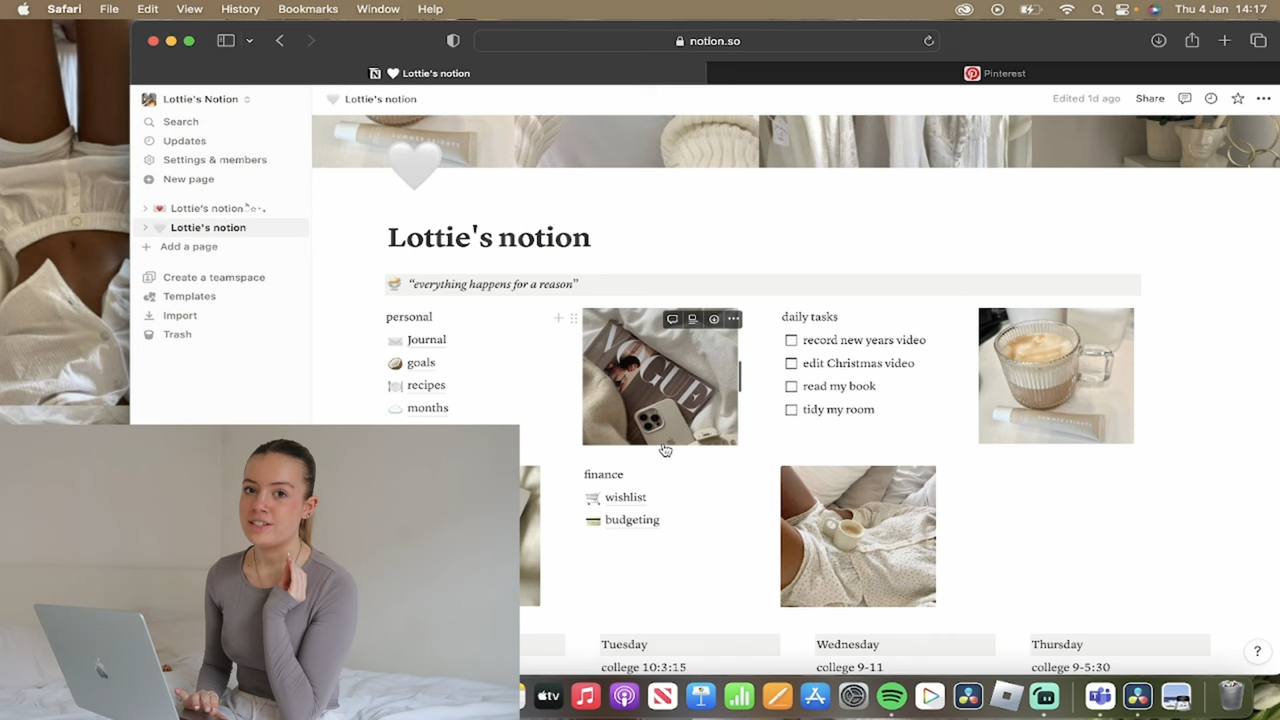 Safari File Edit View History Bookmarks Window Help
Thu 4 Jan 14:17
notion.so
Lottie's notion
Pinterest
Lottie's Notion
Lottie's notion
Edited 1d ago Share
Search
Updates
Settings & members
New page
Lottie's notion
Lottie's notion
Add a page
Create a teamspace
Templates
Import
Trash
Lottie's notion
"everything happens for a reason"
personal
Journal
goals
recipes
months
VOGUE
daily tasks
record new years video
edit Christmas video
read my book
tidy my room
finance
wishlist
budgeting
Tuesday
college 10:3:15
Wednesday
college 9-11
Thursday
college 9-5:30
?
tv